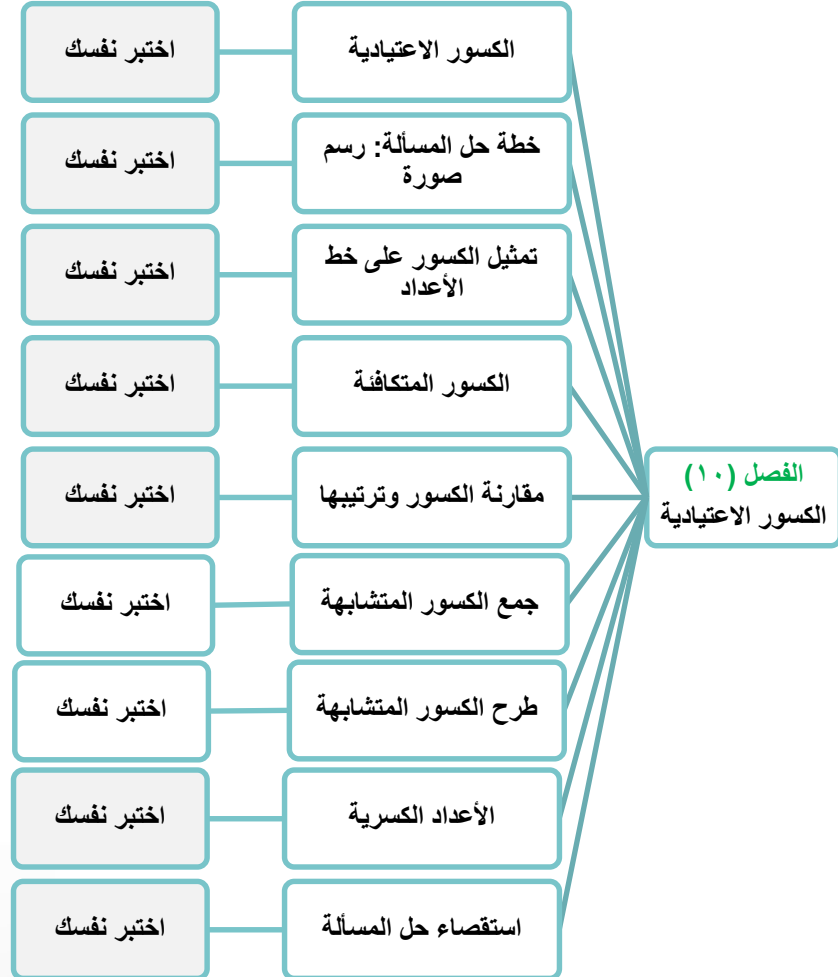 الفصل (١٠)
الكسور الاعتيادية
الكسور الاعتيادية
اختبر نفسك
خطة حل المسألة: رسم
صورة
اختبر نفسك
تمثيل الكسور على خط
الأعداد
اختبر نفسك
الكسور المتكافئة
اختبر نفسك
مقارنة الكسور وترتيبها
اختبر نفسك
جمع الكسور المتشابهة
اختبر نفسك
طرح الكسور المتشابهة
اختبر نفسك
الأعداد الكسرية
اختبر نفسك
استقصاء حل المسألة
اختبر نفسك